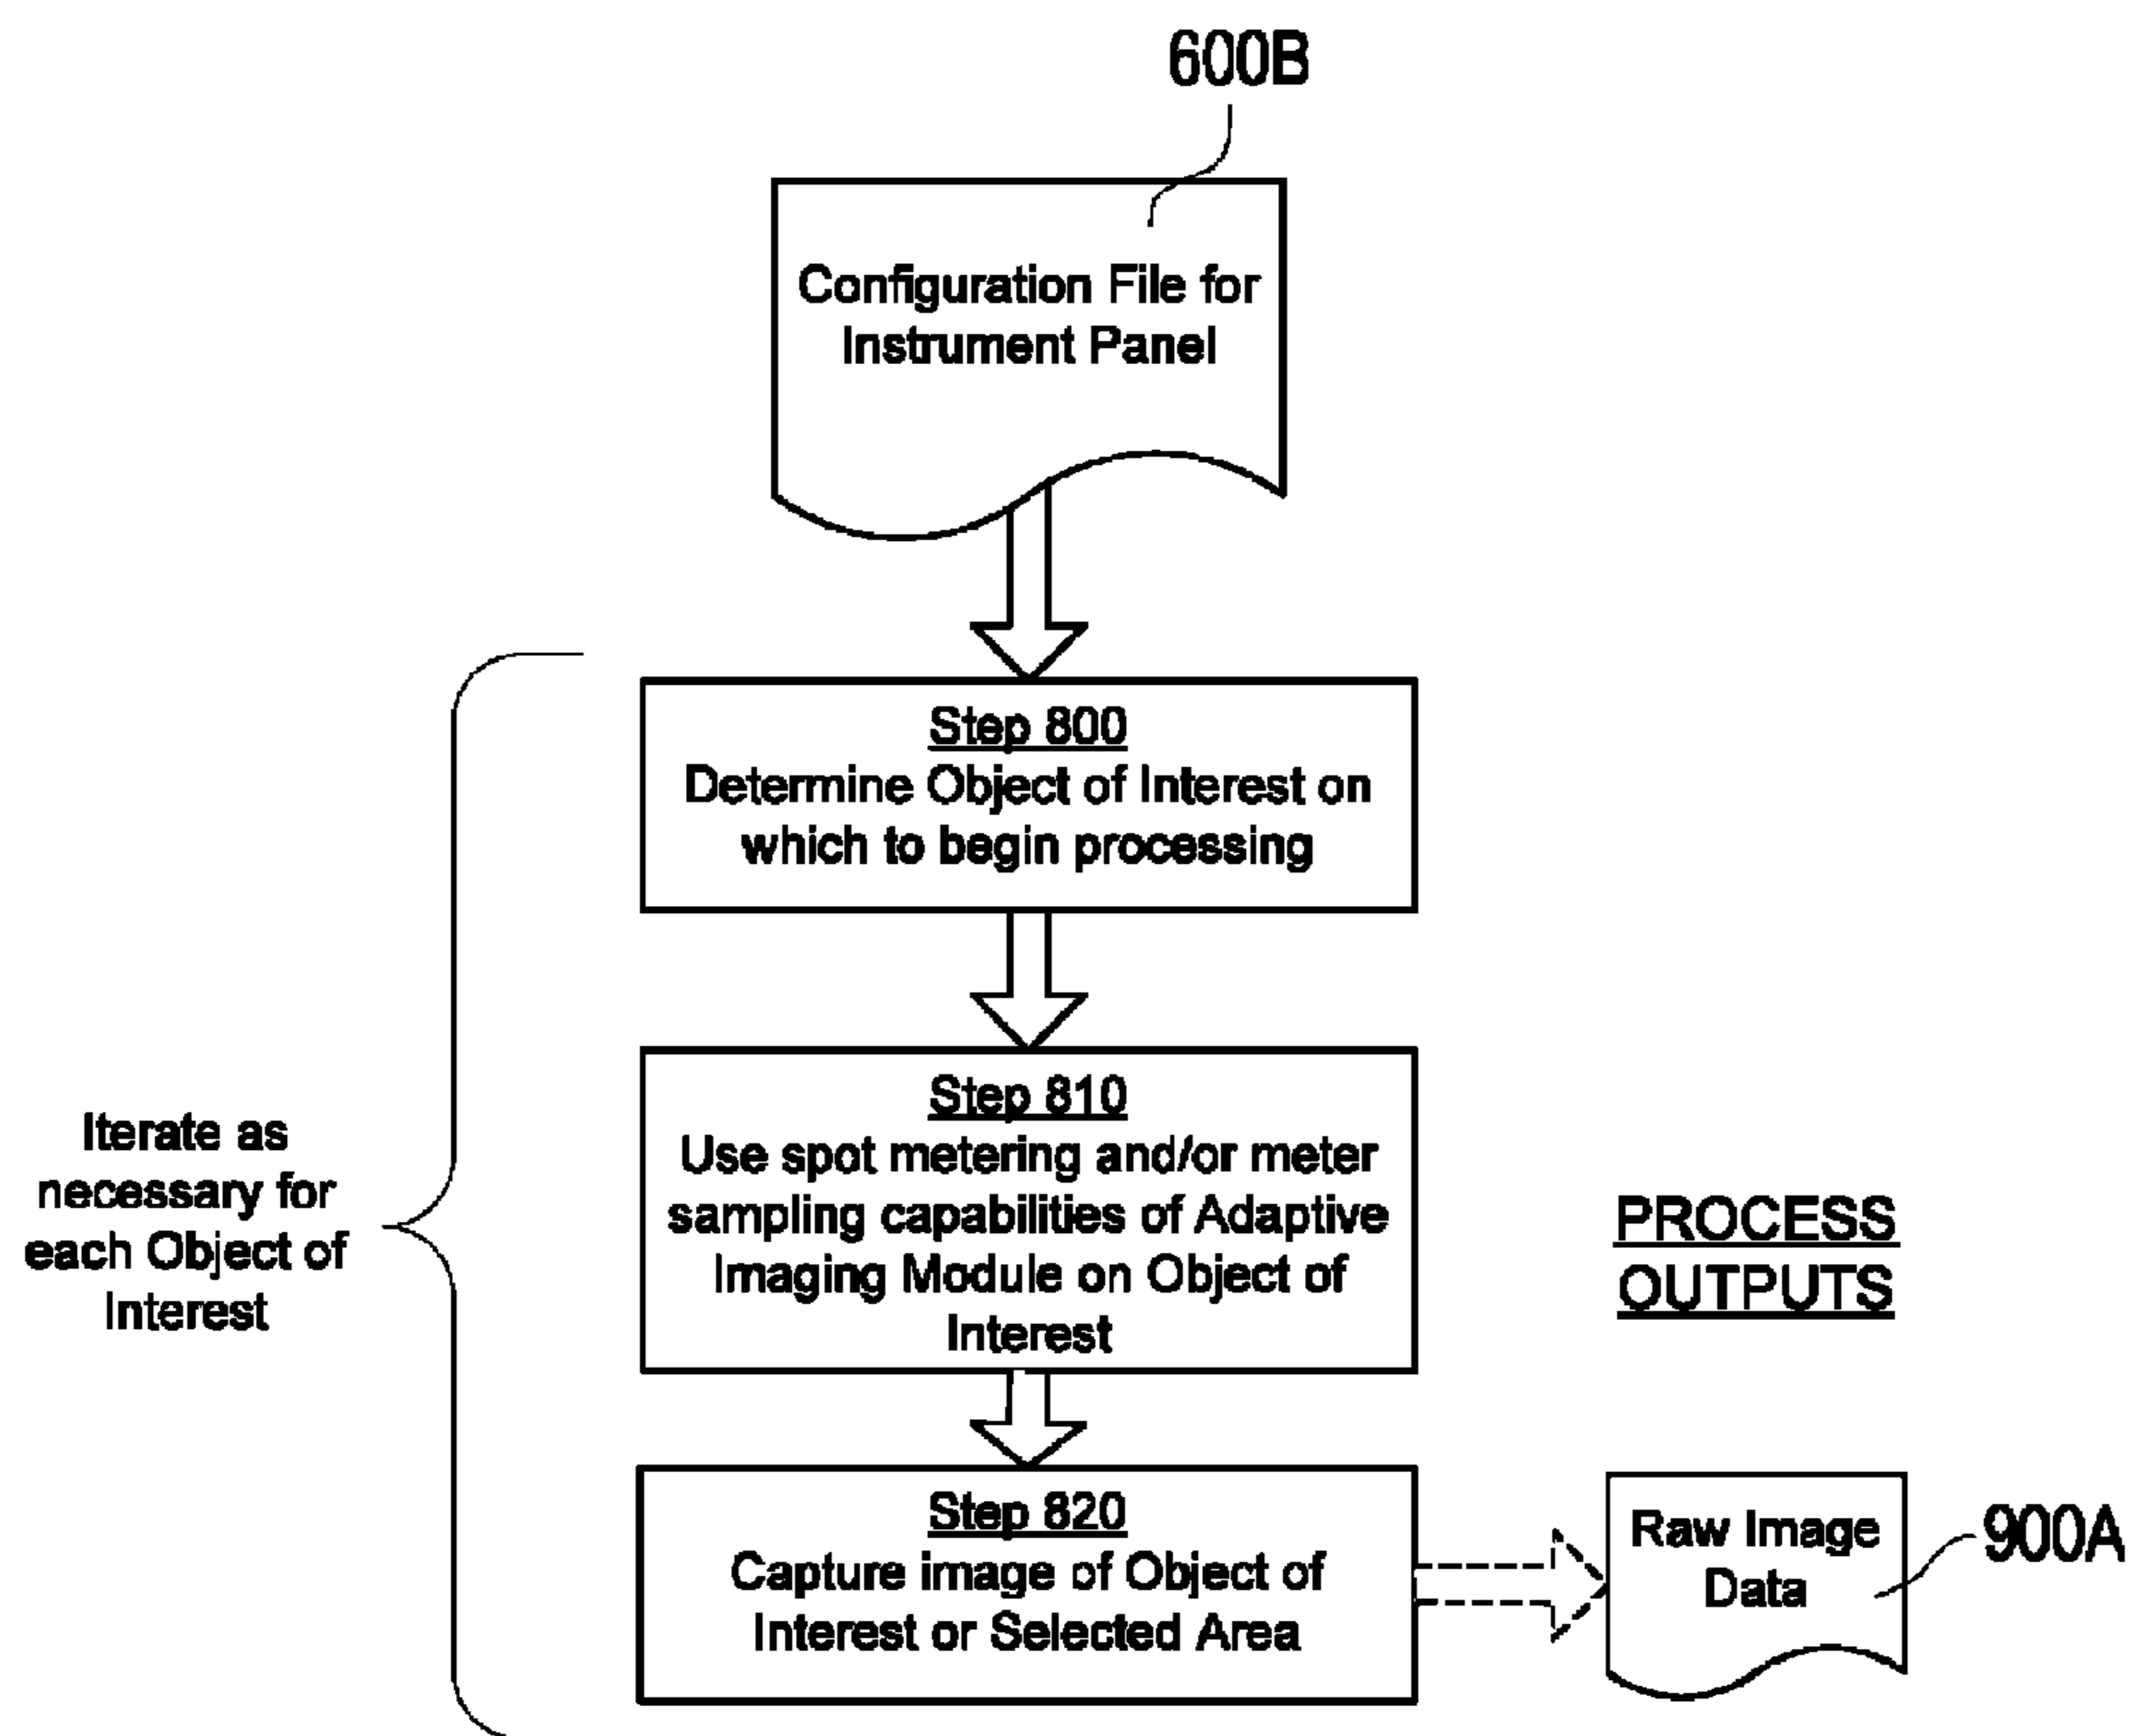 600B
Configuration File for
Instrument Panel
Step 800
Determine Object of Interest on
which to begin processing
Step 810
Use spot metering and/or meter
sampling capabilities of Adaptive
Imaging Module on Object of
Interest
Iterate as
necessary for
each Object of
Interest
PROCESS
OUTPUTS
Step 820
Capture image of Object of
Interest or Selected Area
Raw Image
Data
900A